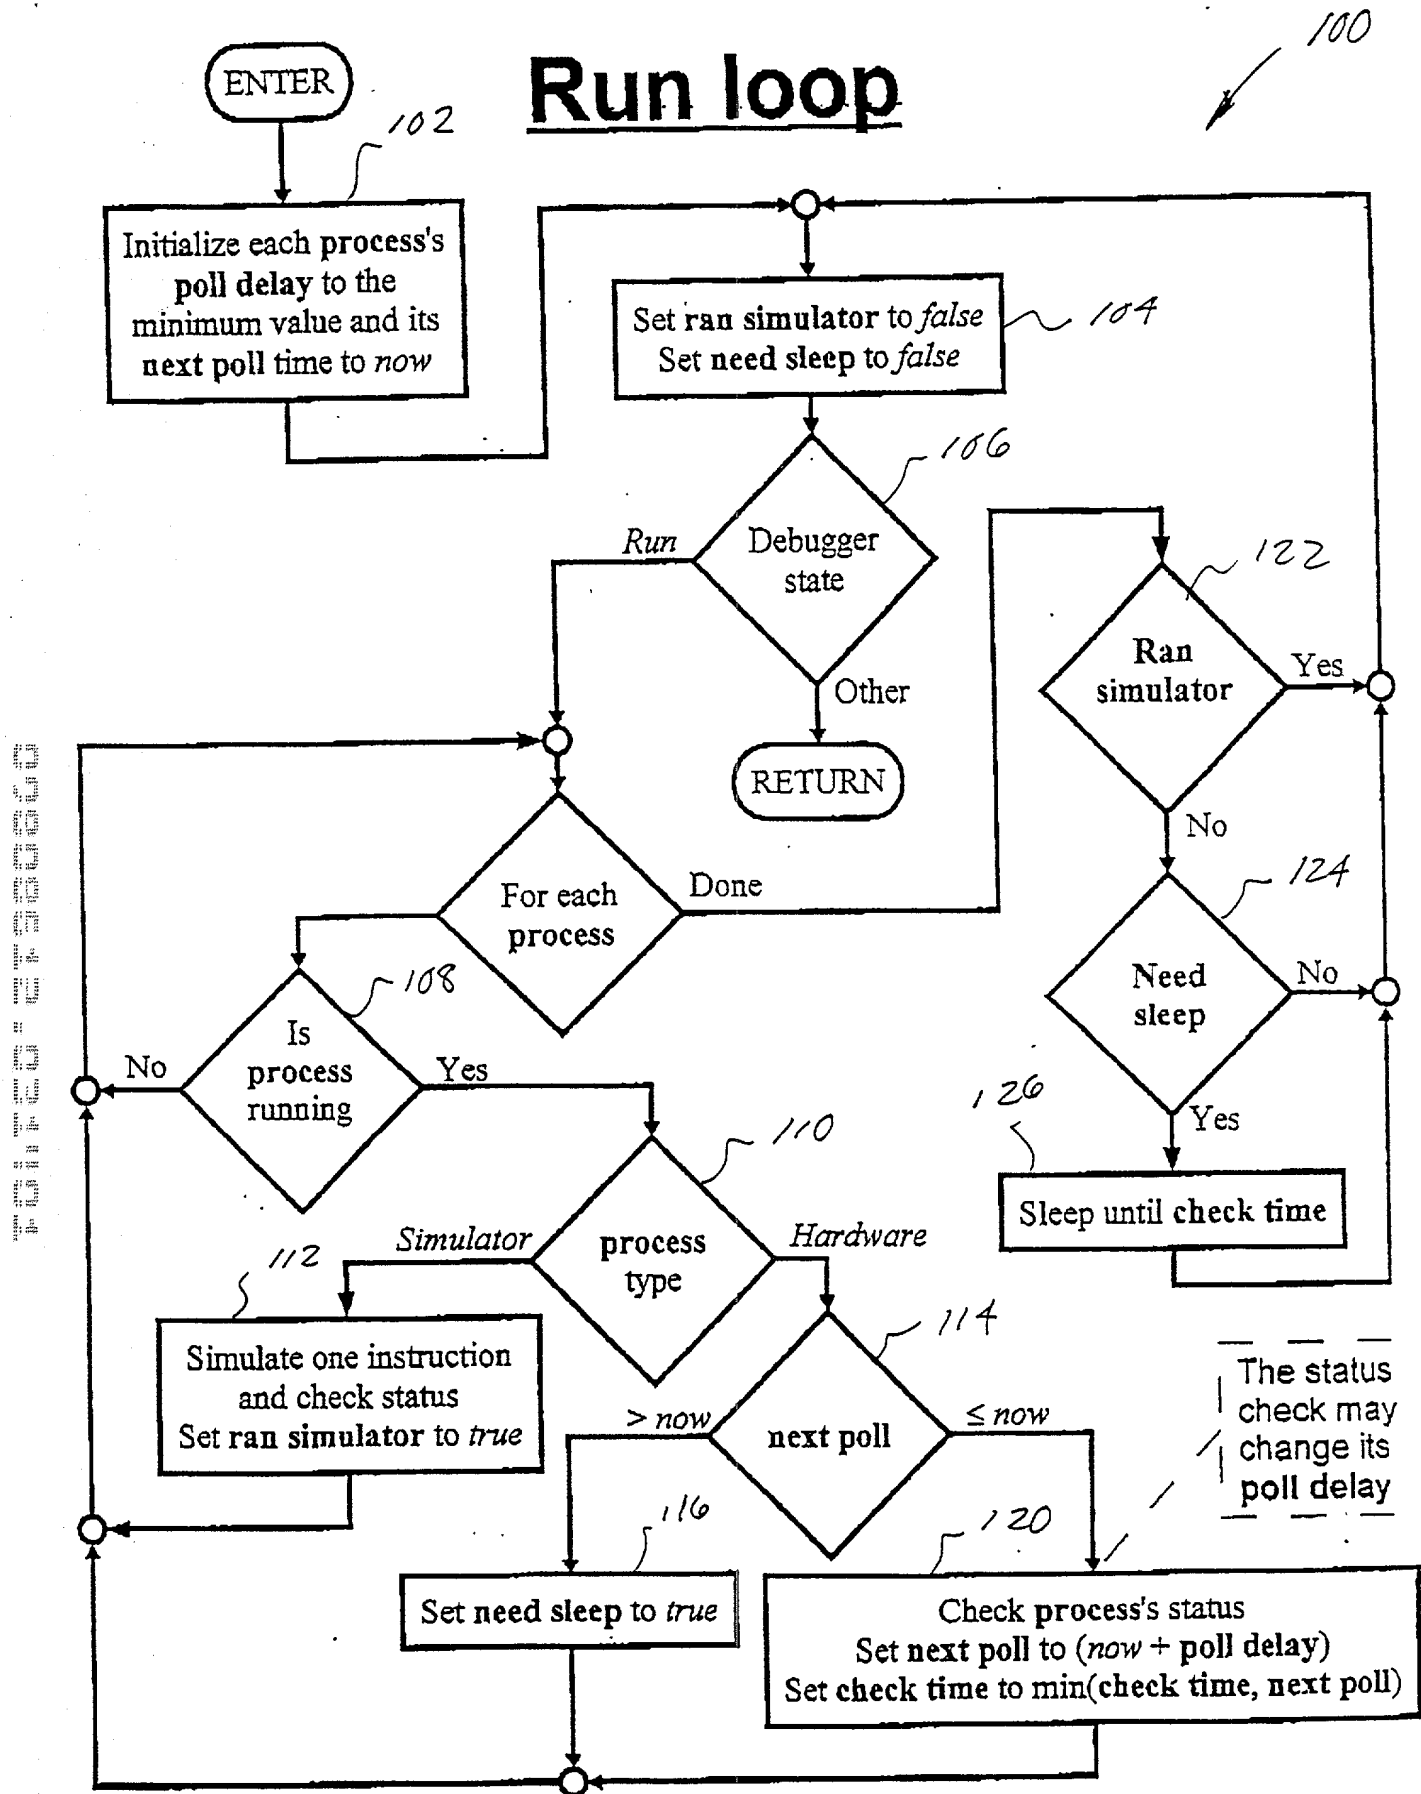 100
ENTER
Run loop
102
Initialize each process's
poll delay to the
minimum value and its
next poll time to now
Set ran simulator to false
Set need sleep to false
104
106
Debugger
state
Run
Other
RETURN
122
Ran
simulator
Yes
No
124
Need
sleep
No
Yes
126
Sleep until check time
For each
process
Done
108
Is
process
running
No
Yes
110
process
type
Simulator
Hardware
112
Simulate one instruction
and check status
Set ran simulator to true
114
next poll
> now
≤ now
The status
check may
change its
poll delay
116
Set need sleep to true
120
Check process's status
Set next poll to (now + poll delay)
Set check time to min(check time, next poll)